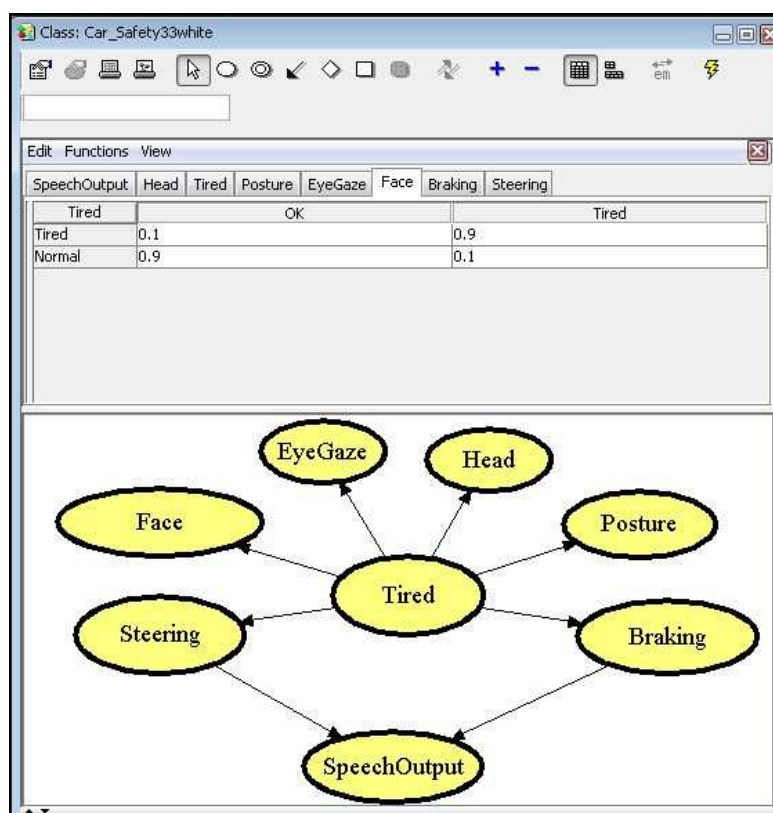 Class: Car_Safety33white
em
Edit Functions View
SpeechOutput Head Tired Posture EyeGaze Face Braking Steering
Tired OK Tired
Tired 0.1 0.9
Normal 0.9 0.1
EyeGaze
Head
Face
Posture
Tired
Steering
Braking
SpeechOutput